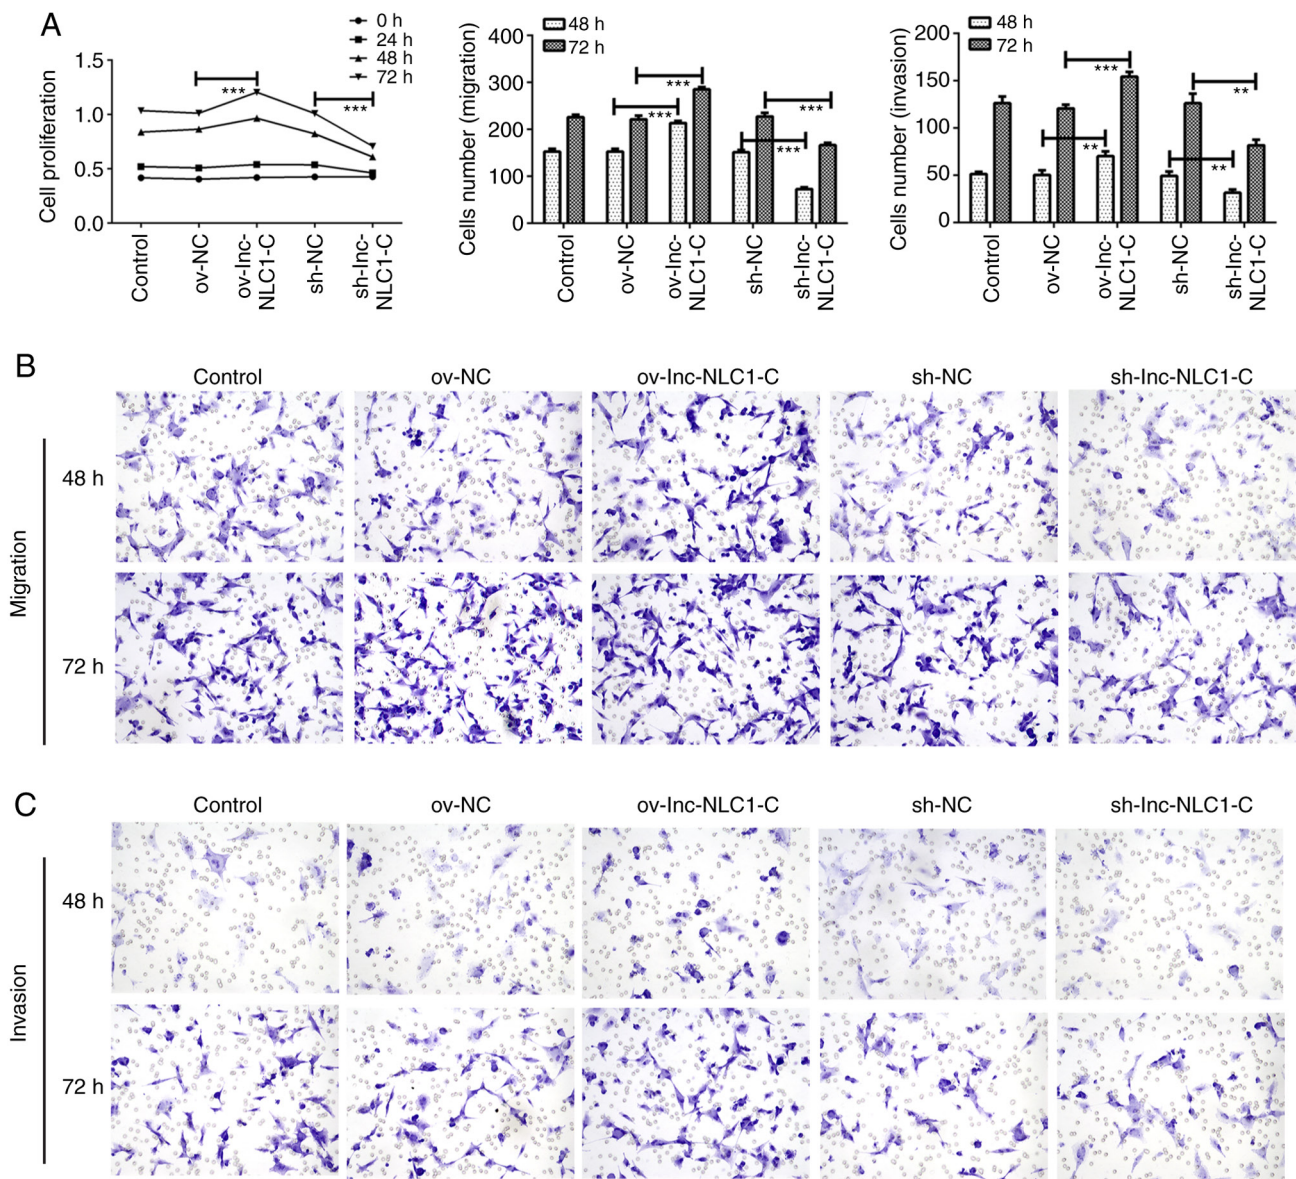 A
0 h
24 h
48 h
72 h
Cell proliferation
1.5
1.0
0.5
0.0
***
***
Control
ov-NC
ov-lnc-
NLC1-C
sh-NC
sh-lnc-
NLC1-C
48 h
72 h
Cells number (migration)
400
300
200
100
0
***
***
***
***
Control
ov-NC
ov-lnc-
NLC1-C
sh-NC
sh-lnc-
NLC1-C
48 h
72 h
Cells number (invasion)
200
150
100
50
0
***
**
**
**
Control
ov-NC
ov-lnc-
NLC1-C
sh-NC
sh-lnc-
NLC1-C
B
Control
ov-NC
ov-lnc-NLC1-C
sh-NC
sh-lnc-NLC1-C
Migration
48 h
72 h
C
Control
ov-NC
ov-lnc-NLC1-C
sh-NC
sh-lnc-NLC1-C
Invasion
48 h
72 h